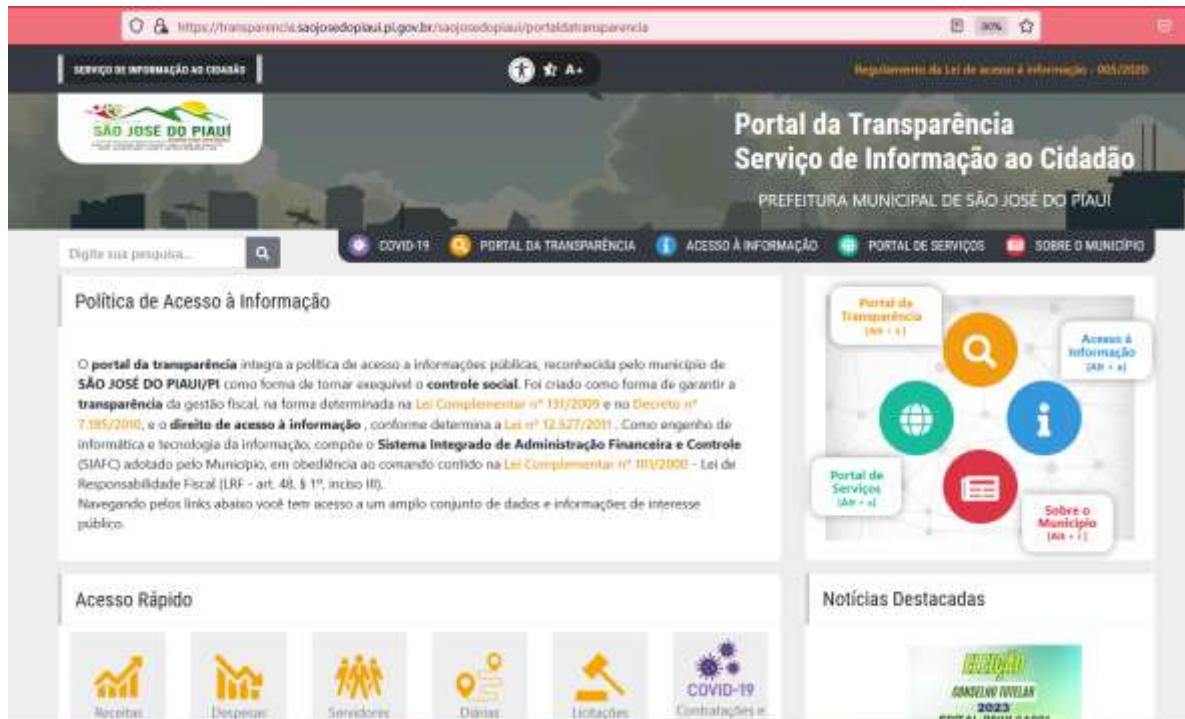 https://transparencia.saojosedopiaui.pi.gov.br/saojosedopiaui/portaldatransparencia
90%
SERVIÇO DE INFORMAÇÃO AO CIDADÃO
A+
Regulamento da Lei de acesso à informação - 005/2020
SÃO JOSÉ DO PIAUÍ
Portal da Transparência
Serviço de Informação ao Cidadão
PREFEITURA MUNICIPAL DE SÃO JOSÉ DO PIAUÍ
Digite sua pesquisa...
COVID-19
PORTAL DA TRANSPARÊNCIA
ACESSO À INFORMAÇÃO
PORTAL DE SERVIÇOS
SOBRE O MUNICÍPIO
Política de Acesso à Informação
O portal da transparência integra a política de acesso a informações públicas, reconhecida pelo município de
SÃO JOSÉ DO PIAUI/PI como forma de tornar exequível o controle social. Foi criado como forma de garantir a
transparência da gestão fiscal, na forma determinada na Lei Complementar nº 131/2009 e no Decreto nº
7.185/2010, e o direito de acesso à informação , conforme determina a Lei nº 12.527/2011 . Como engenho de
informática e tecnologia da informação, compõe o Sistema Integrado de Administração Financeira e Controle
(SIAFC) adotado pelo Município, em obediência ao comando contido na Lei Complementar nº 101/2000 - Lei de
Responsabilidade Fiscal (LRF - art. 48, § 1º, inciso III).
Navegando pelos links abaixo você tem acesso a um amplo conjunto de dados e informações de interesse
público.
Portal da
Transparência
Acesso à
Informação
Portal de
Serviços
Sobre o
Município
Acesso Rápido
Receitas
Despesas
Servidores
Diárias
Licitações
COVID-19
Contratações e
Notícias Destacadas
ELEIÇÃO
CONSELHO TUTELAR
2023